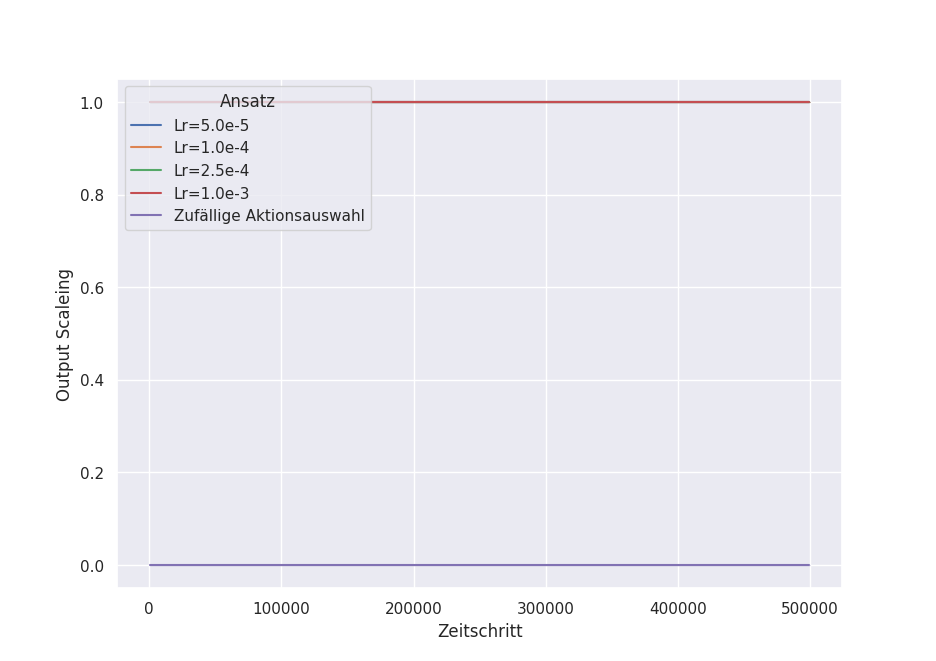 Ansatz
Lr=5.0e-5
Lr=1.0e-4
Lr=2.5e-4
Lr=1.0e-3
Zufällige Aktionsauswahl
1.0
0.8
0.6
0.4
0.2
0.0
Output Scaleing
0 100000 200000 300000 400000 500000
Zeitschritt